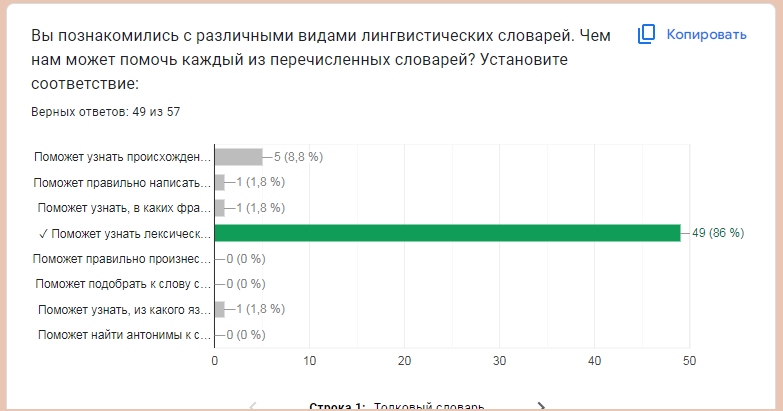 Вы познакомились с различными видами лингвистических словарей. Чем
Копировать
нам может помочь каждый из перечисленных словарей? Установите
соответствие:
Верных ответов: 49 из 57
Поможет узнать происхожден...
5 (8,8 %)
Поможет правильно написать...
1 (1,8 %)
Поможет узнать, в каких фра...
1 (1,8 %)
✓ Поможет узнать лексическ...
49 (86 %)
Поможет правильно произнес...
0 (0 %)
Поможет подобрать к слову с...
0 (0 %)
Поможет узнать, из какого яз...
1 (1,8 %)
Поможет найти антонимы к с...
0 (0 %)
0 10 20 30 40 50
Строка 1: Толковый словарь